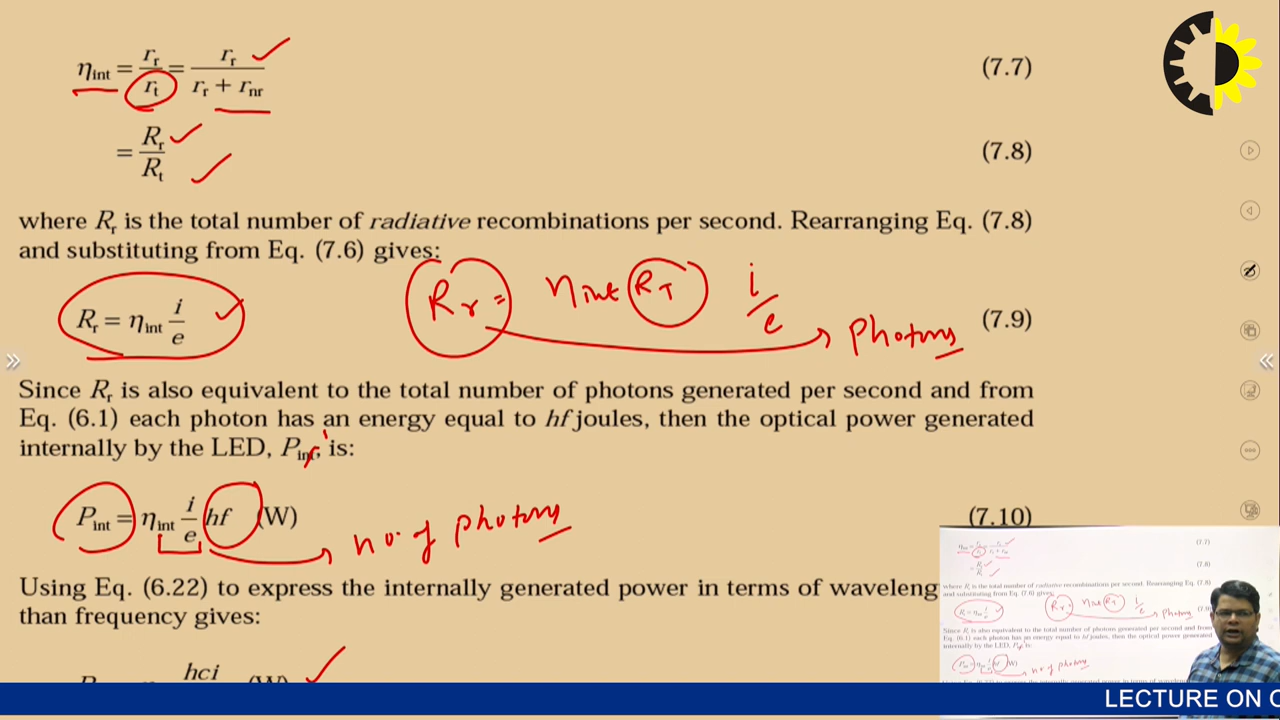 η_int = r_r / r_t = r_r / (r_r + r_nr) (7.7)
= R_r / R_t (7.8)
where R_r is the total number of radiative recombinations per second. Rearranging Eq. (7.8)
and substituting from Eq. (7.6) gives:
R_r = η_int i/e (7.9)
R_r = η int R_T i/e
Photons
Since R_r is also equivalent to the total number of photons generated per second and from
Eq. (6.1) each photon has an energy equal to hf joules, then the optical power generated
internally by the LED, P_int, is:
P_int = η_int i/e hf (W) (7.10)
no. of photons
Using Eq. (6.22) to express the internally generated power in terms of waveleng
than frequency gives:
hci (W)
LECTURE ON